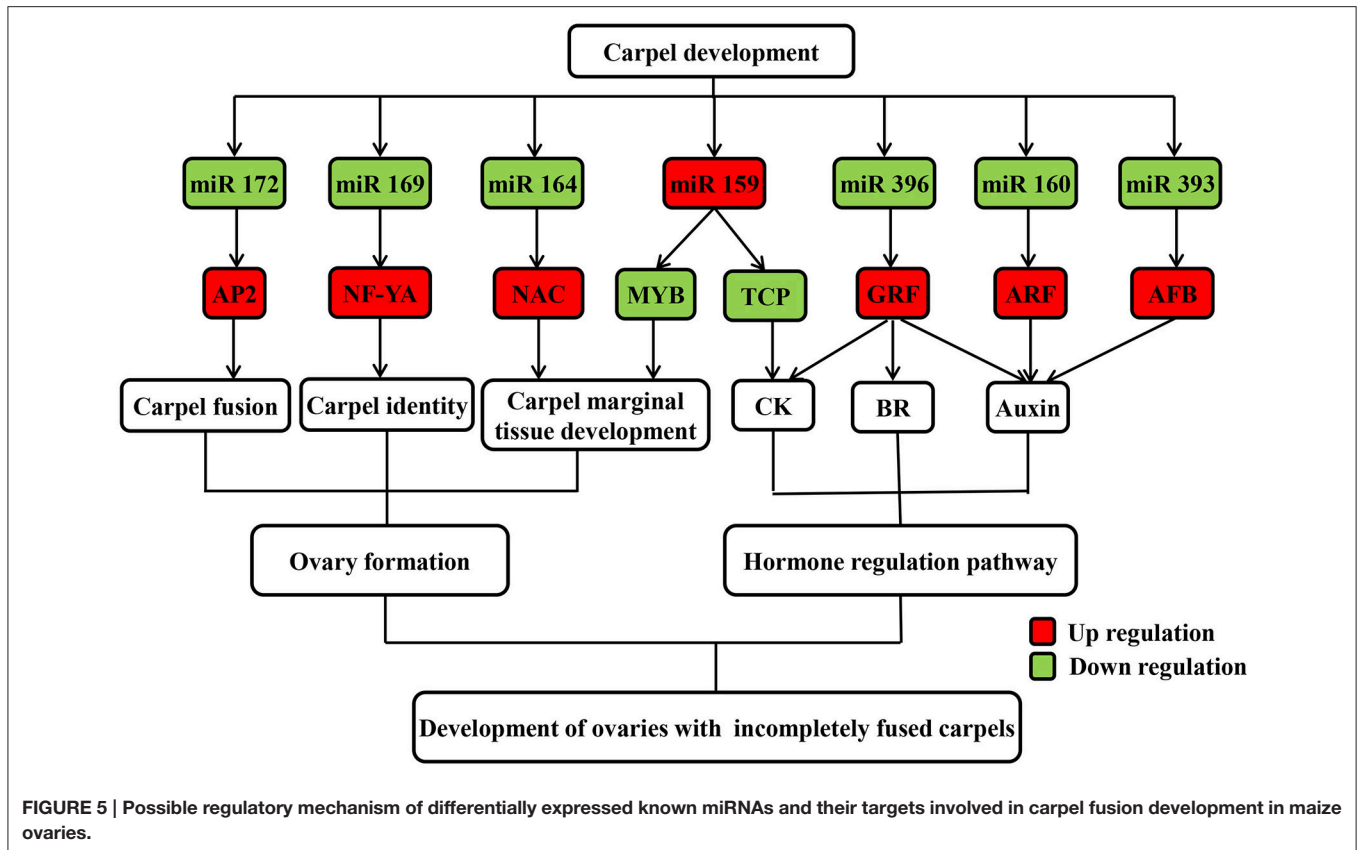 Carpel development
miR 172 miR 169 miR 164 miR 159 miR 396 miR 160 miR 393
AP2 NF-YA NAC MYB TCP GRF ARF AFB
Carpel fusion
Carpel identity
Carpel marginal
tissue development
CK
BR
Auxin
Ovary formation
Hormone regulation pathway
Up regulation
Down regulation
Development of ovaries with incompletely fused carpels
FIGURE 5 | Possible regulatory mechanism of differentially expressed known miRNAs and their targets involved in carpel fusion development in maize
ovaries.